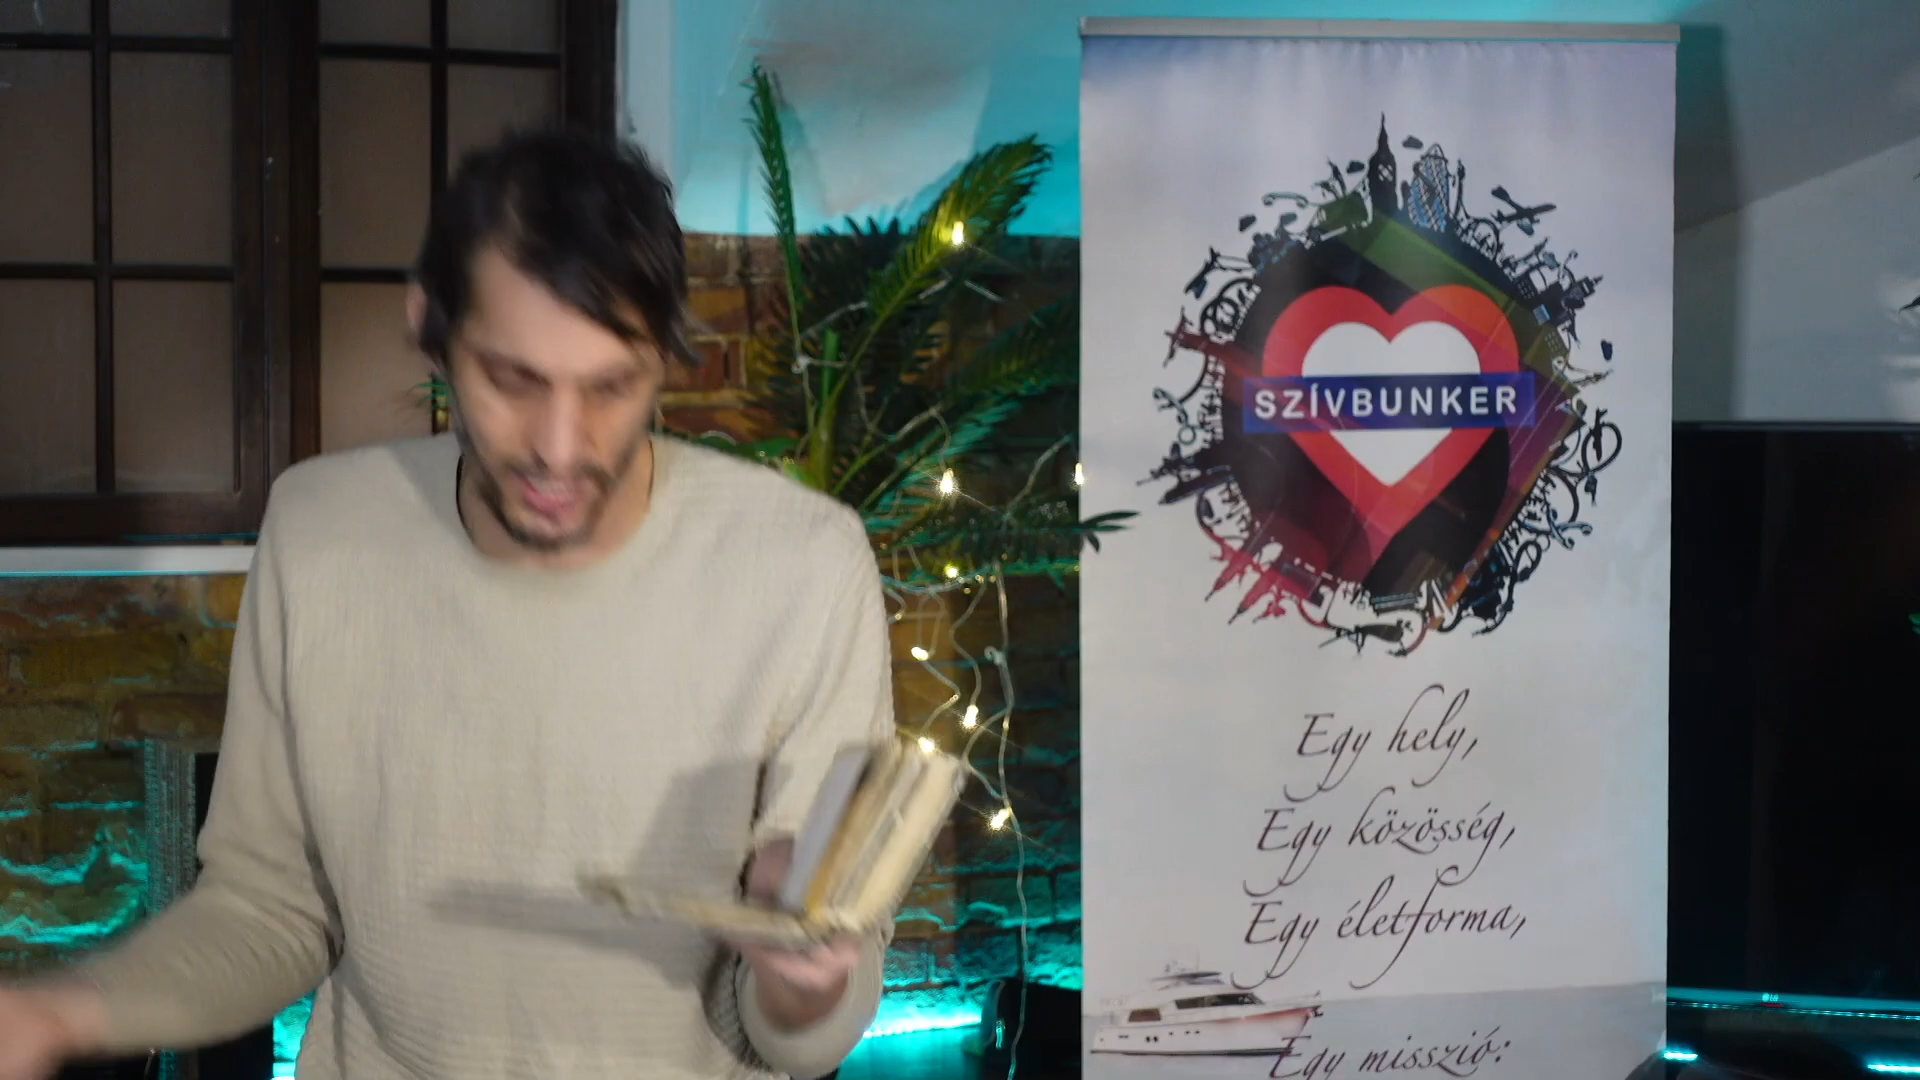 SZÍVBUNKER
Egy hely,
Egy közösség,
Egy életforma,
Egy misszió: